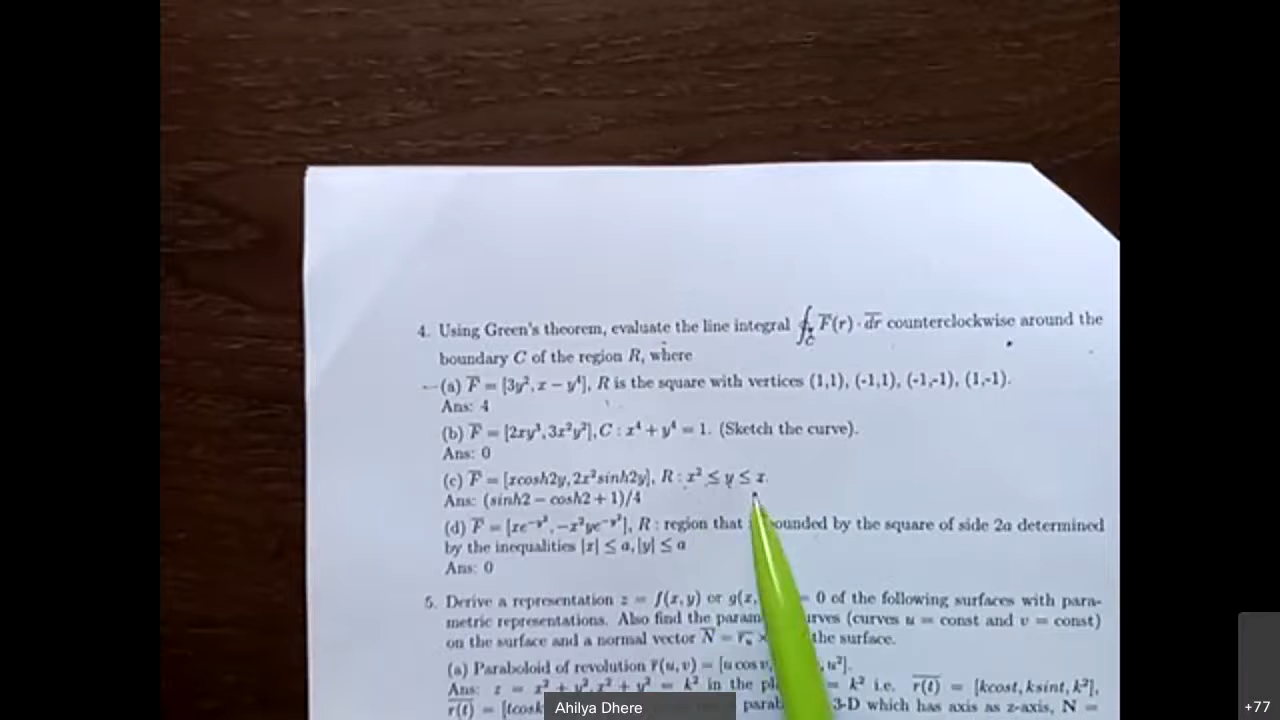 4. Using Green's theorem, evaluate the line integral ∮_C F̅(r) · d̅r̅ counterclockwise around the
boundary C of the region R, where
(a) F̅ = [3y², x − y⁴], R is the square with vertices (1,1), (-1,1), (-1,-1), (1,-1).
Ans: 4
(b) F̅ = [2xy³, 3x²y²], C : x⁴ + y⁴ = 1. (Sketch the curve).
Ans: 0
(c) F̅ = [xcosh2y, 2x²sinh2y], R : x² ≤ y ≤ x.
Ans: (sinh2 − cosh2 + 1)/4
(d) F̅ = [xe^{-y²}, −x²ye^{-y²}], R : region that bounded by the square of side 2a determined
by the inequalities |x| ≤ a, |y| ≤ a
Ans: 0
5. Derive a representation z = f(x, y) or g(x, = 0 of the following surfaces with para-
metric representations. Also find the param urves (curves u = const and v = const)
on the surface and a normal vector N̅ = r̅ᵤ × the surface.
(a) Paraboloid of revolution r̅(u, v) = [u cos v, , u²].
Ans: z = x² + y², x² + y² = k² in the pl = k² i.e. r̅(t) = [kcost, ksint, k²],
r̅(t) = [tcosk parab 3-D which has axis as z-axis, N =
Ahilya Dhere
+77